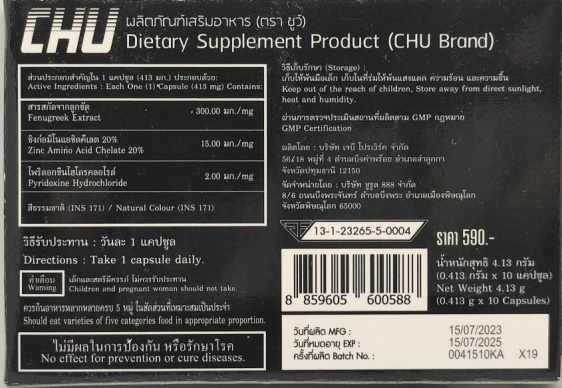 CHU
ผลิตภัณฑ์เสริมอาหาร (ตรา ชูว์)
Dietary Supplement Product (CHU Brand)
ส่วนประกอบสำคัญใน 1 แคปซูล (413 มก.) ประกอบด้วย:
Active Ingredients : Each One (1) Capsule (413 mg) Contains:
สารสกัดจากลูกซัด
Fenugreek Extract
300.00 มก./mg
ซิงก์อมิโนแอซิดคีเลต 20%
Zinc Amino Acid Chelate 20%
15.00 มก./mg
ไพริดอกซีนไฮโดรคลอไรด์
Pyridoxine Hydrochloride
2.00 มก./mg
สีธรรมชาติ (INS 171) / Natural Colour (INS 171)
วิธีรับประทาน : วันละ 1 แคปซูล
Directions : Take 1 capsule daily.
คำเตือน
Warning
เด็กและสตรีมีครรภ์ ไม่ควรรับประทาน
Children and pregnant woman should not take.
ควรกินอาหารหลากหลายครบ 5 หมู่ ในสัดส่วนที่เหมาะสมเป็นประจำ
Should eat varieties of five categories food in appropriate proportion.
ไม่มีผลในการป้องกัน หรือรักษาโรค
No effect for prevention or cure diseases.
วิธีเก็บรักษา (Storage) :
เก็บให้พ้นมือเด็ก เก็บในที่ร่มให้พ้นแสงแดด ความร้อน และความชื้น
Keep out of the reach of children, Store away from direct sunlight,
heat and humidity.
ผ่านการตรวจประเมินสถานที่ผลิตตาม GMP กฎหมาย
GMP Certification
ผลิตโดย : บริษัท เจบี โปรเวิร์ค จำกัด
56/18 หมู่ที่ 4 ตำบลบึงคำพร้อย อำเภอลำลูกกา
จังหวัดปทุมธานี 12150
จัดจำหน่ายโดย : บริษัท ชูรูล 888 จำกัด
8/6 ถนนบึงพระจันทร์ ตำบลบึงพระ อำเภอเมืองพิษณุโลก
จังหวัดพิษณุโลก 65000
13-1-23265-5-0004
ราคา 590.-
น้ำหนักสุทธิ 4.13 กรัม
(0.413 กรัม x 10 แคปซูล)
Net Weight 4.13 g
(0.413 g x 10 Capsules)
8 859605 600588
วันที่ผลิต MFG : 15/07/2023
วันที่หมดอายุ EXP : 15/07/2025
ครั้งที่ผลิต Batch No. : 0041510KA X19